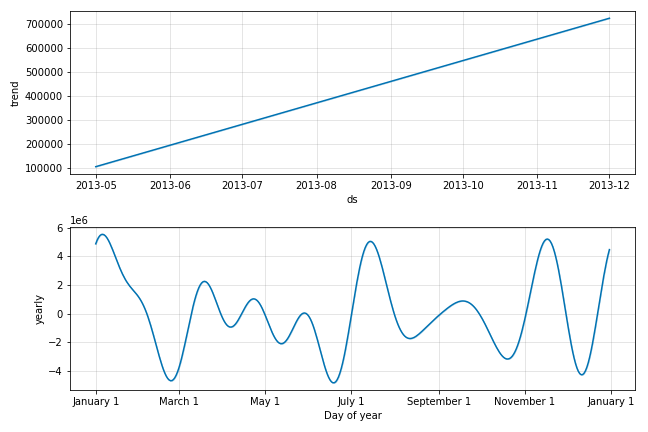 700000
600000
500000
400000
300000
200000
100000
trend
2013-05 2013-06 2013-07 2013-08 2013-09 2013-10 2013-11 2013-12
ds
1e6
6
4
2
0
−2
−4
yearly
January 1 March 1 May 1 July 1 September 1 November 1 January 1
Day of year